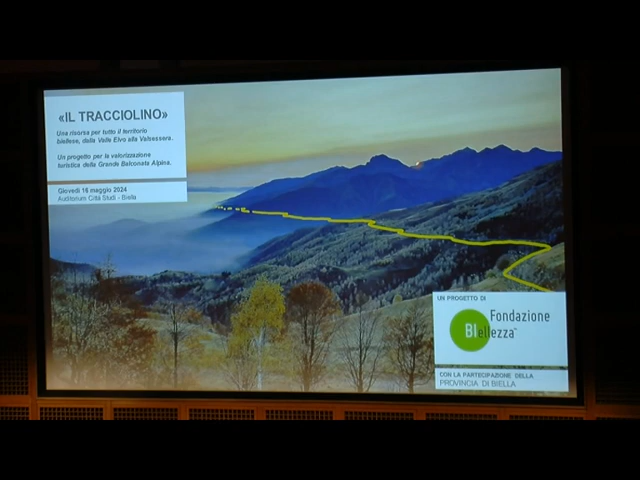 «IL TRACCIOLINO»
Una risorsa per tutto il territorio
biellese, dalla Valle Elvo alla Valsessera.
Un progetto per la valorizzazione
turistica della Grande Balconata Alpina.
Giovedì 16 maggio 2024
Auditorium Città Studi - Biella
UN PROGETTO DI
Fondazione
BIellezza™
CON LA PARTECIPAZIONE DELLA
PROVINCIA DI BIELLA